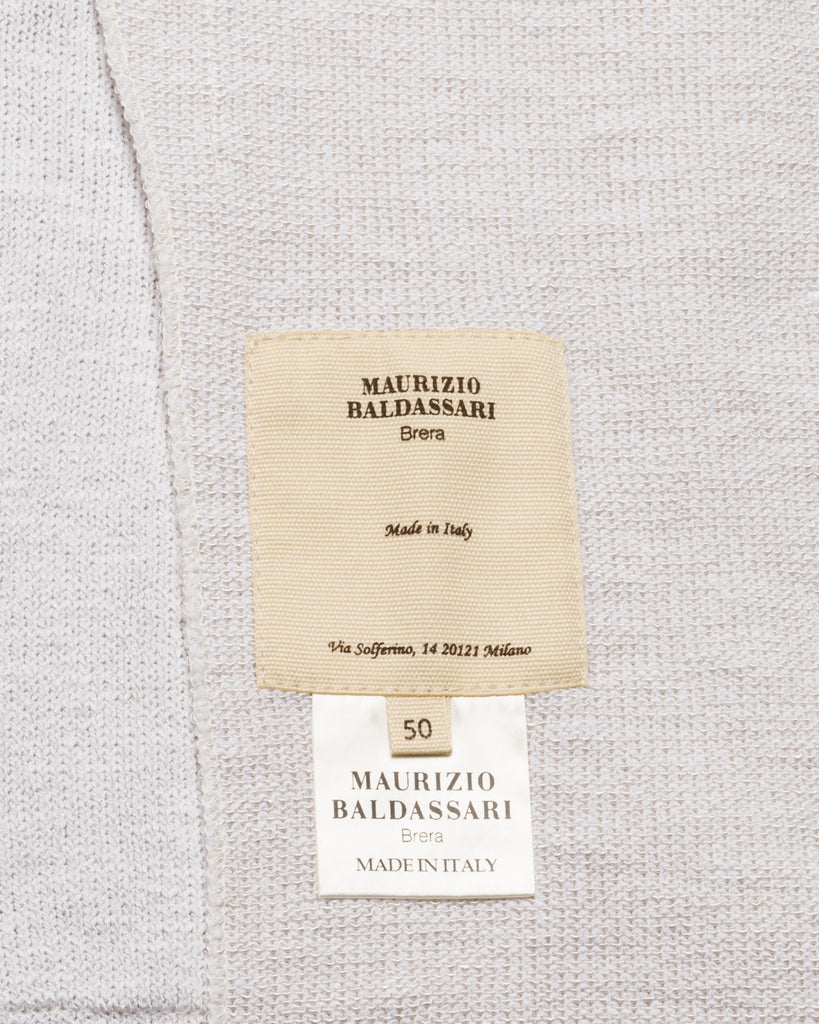 MAURIZIO
BALDASSARI
Brera
Made in Italy
Via Solferino, 14 20121 Milano
50
MAURIZIO
BALDASSARI
Brera
MADE IN ITALY